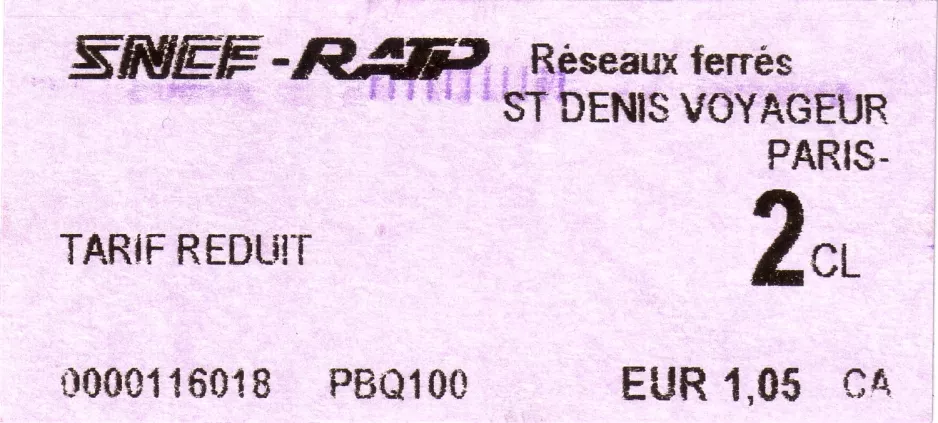 SNCF-RATP Réseaux ferrés
ST DENIS VOYAGEUR
PARIS-
TARIF REDUIT 2CL
0000116018 PBQ100 EUR 1,05 CA